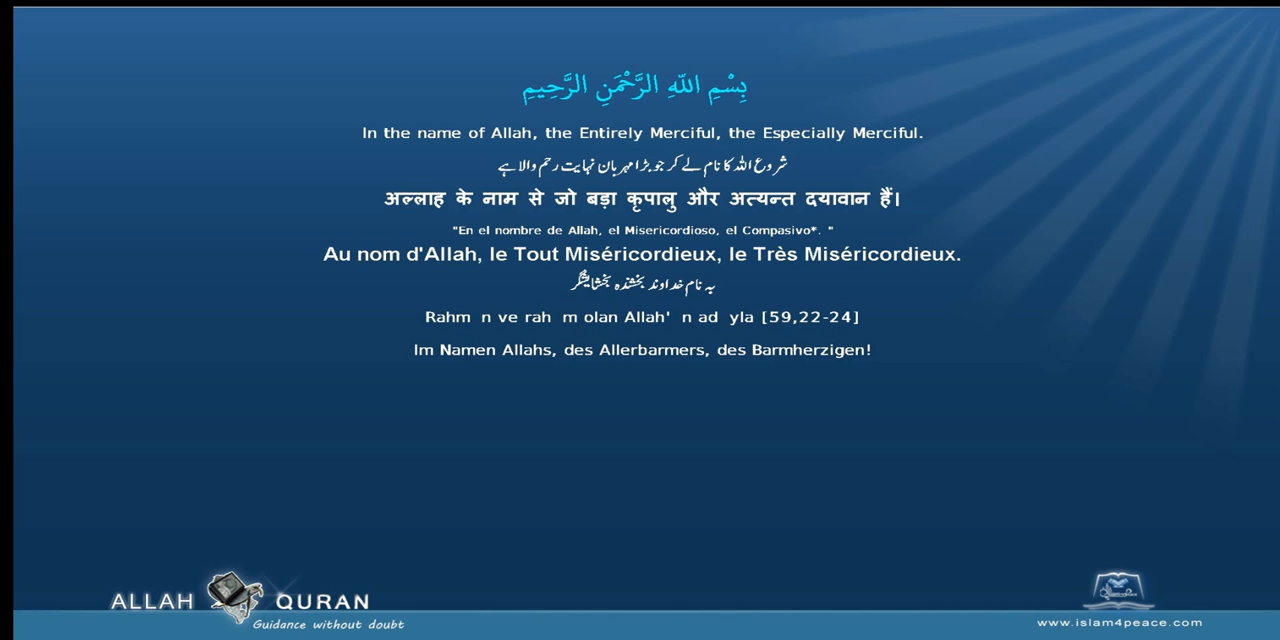 بِسْمِ اللّٰهِ الرَّحْمَنِ الرَّحِيمِ
In the name of Allah, the Entirely Merciful, the Especially Merciful.
شروع اللہ کا نام لے کر جو بڑا مہربان نہایت رحم والا ہے
अल्लाह के नाम से जो बड़ा कृपालु और अत्यन्त दयावान हैं।
"En el nombre de Allah, el Misericordioso, el Compasivo*. "
Au nom d'Allah, le Tout Miséricordieux, le Très Miséricordieux.
به نام خداوند بخشنده بخشایشگر
Rahm n ve rah m olan Allah' n ad yla [59,22-24]
Im Namen Allahs, des Allerbarmers, des Barmherzigen!
ALLAH QURAN
Guidance without doubt
www.islam4peace.com